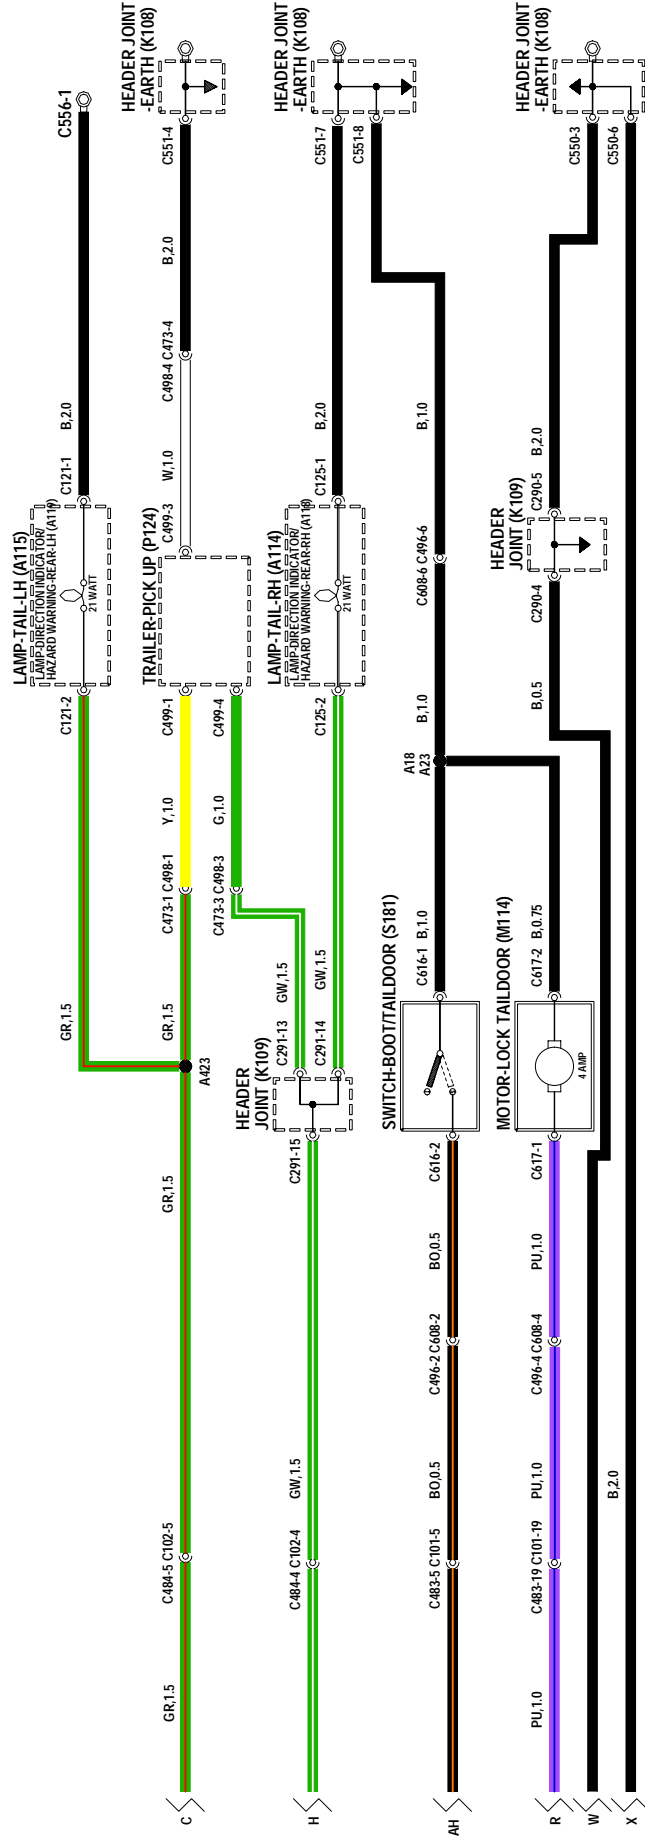 C556-1
B,2.0
C121-1
LAMP-TAIL-LH (A115)
LAMP-DIRECTION INDICATOR/
HAZARD WARNING-REAR-LH (A119)
21 WATT
C121-2
GR,1.5
HEADER JOINT
-EARTH (K108)
C551-4
B,2.0
C498-4 C473-4
W,1.0
C499-3
TRAILER-PICK UP (P124)
C499-1
Y,1.0
C473-1 C498-1
GR,1.5
A423
GR,1.5
C484-5 C102-5
GR,1.5
C
C499-4
G,1.0
C473-3 C498-3
HEADER JOINT
-EARTH (K108)
C551-7
C551-8
B,2.0
C125-1
LAMP-TAIL-RH (A114)
LAMP-DIRECTION INDICATOR/
HAZARD WARNING-REAR-RH (A118)
21 WATT
C125-2
GW,1.5
GW,1.5
C291-13
C291-14
HEADER
JOINT (K109)
C291-15
GW,1.5
C484-4 C102-4
H
B,1.0
C608-6 C496-6
B,1.0
A18
A23
C616-1 B,1.0
SWITCH-BOOT/TAILDOOR (S181)
C616-2
BO,0.5
C496-2 C608-2
BO,0.5
C483-5 C101-5
AH
C617-2 B,0.75
MOTOR-LOCK TAILDOOR (M114)
4 AMP
C617-1
PU,1.0
C496-4 C608-4
PU,1.0
C483-19 C101-19
PU,1.0
R
HEADER JOINT
-EARTH (K108)
C550-3
C550-6
B,2.0
C290-5
HEADER
JOINT (K109)
C290-4
B,0.5
W
B,2.0
X